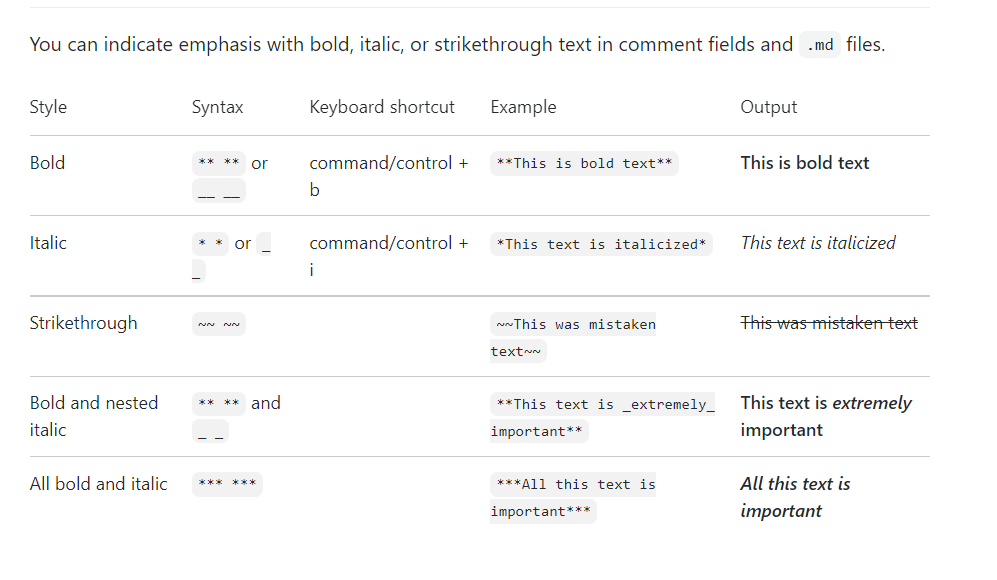 You can indicate emphasis with bold, italic, or strikethrough text in comment fields and .md files.
Style Syntax Keyboard shortcut Example Output
Bold ** ** or __ __ command/control + b **This is bold text** This is bold text
Italic * * or _ _ command/control + i *This text is italicized* This text is italicized
Strikethrough ~~ ~~ ~~This was mistaken text~~ This was mistaken text
Bold and nested italic ** ** and _ _ **This text is _extremely_ important** This text is extremely important
All bold and italic *** *** ***All this text is important*** All this text is important